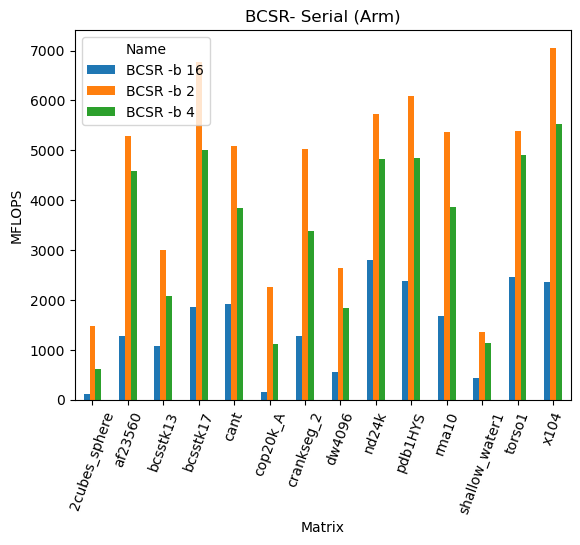 BCSR- Serial (Arm)
Name
BCSR -b 16
BCSR -b 2
BCSR -b 4
MFLOPS
7000
6000
5000
4000
3000
2000
1000
0
2cubes_sphere
af23560
bcsstk13
bcsstk17
cant
cop20k_A
crankseg_2
dw4096
nd24k
pdb1HYS
rma10
shallow_water1
torso1
x104
Matrix